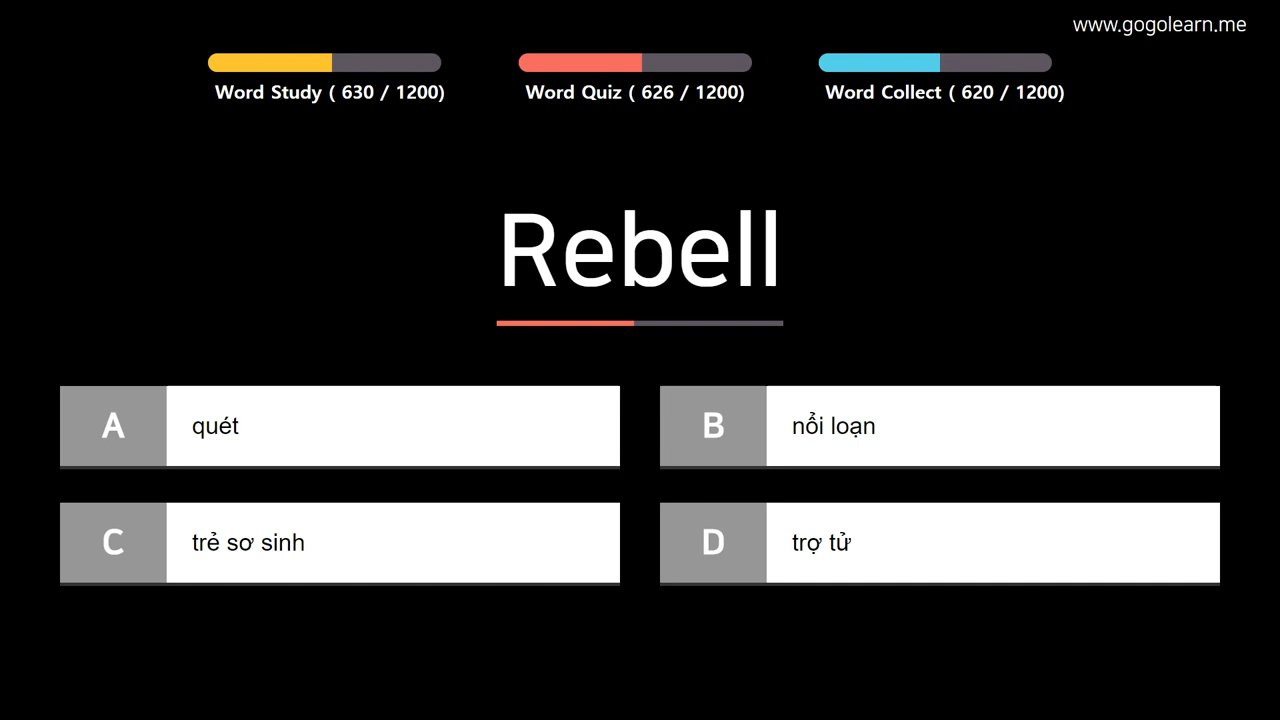 www.gogolearn.me
Word Study ( 630 / 1200)
Word Quiz ( 626 / 1200)
Word Collect ( 620 / 1200)
Rebell
A quét
B nổi loạn
C trẻ sơ sinh
D trợ tử